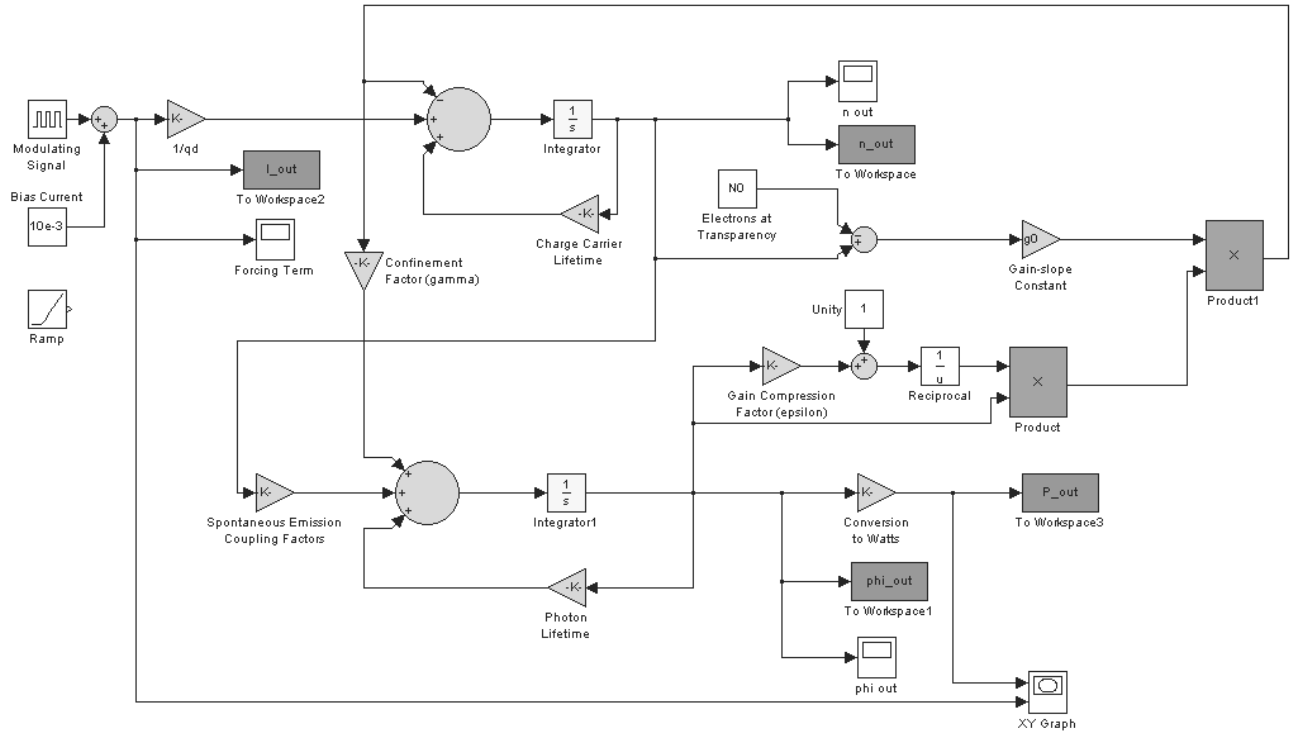 Modulating
Signal
+
+
K-
1/qd
Bias Current
10e-3
I_out
To Workspace2
Forcing Term
Ramp
−
+
+
1
s
Integrator
-K-
Charge Carrier
Lifetime
-K-
Confinement
Factor (gamma)
n out
n_out
To Workspace
N0
Electrons at
Transparency
−
+
g0
Gain-slope
Constant
×
Product1
Unity
1
K-
Gain Compression
Factor (epsilon)
+
+
1
u
Reciprocal
×
Product
K-
Spontaneous Emission
Coupling Factors
+
+
+
1
s
Integrator1
-K-
Photon
Lifetime
K-
Conversion
to Watts
P_out
To Workspace3
phi_out
To Workspace1
phi out
XY Graph